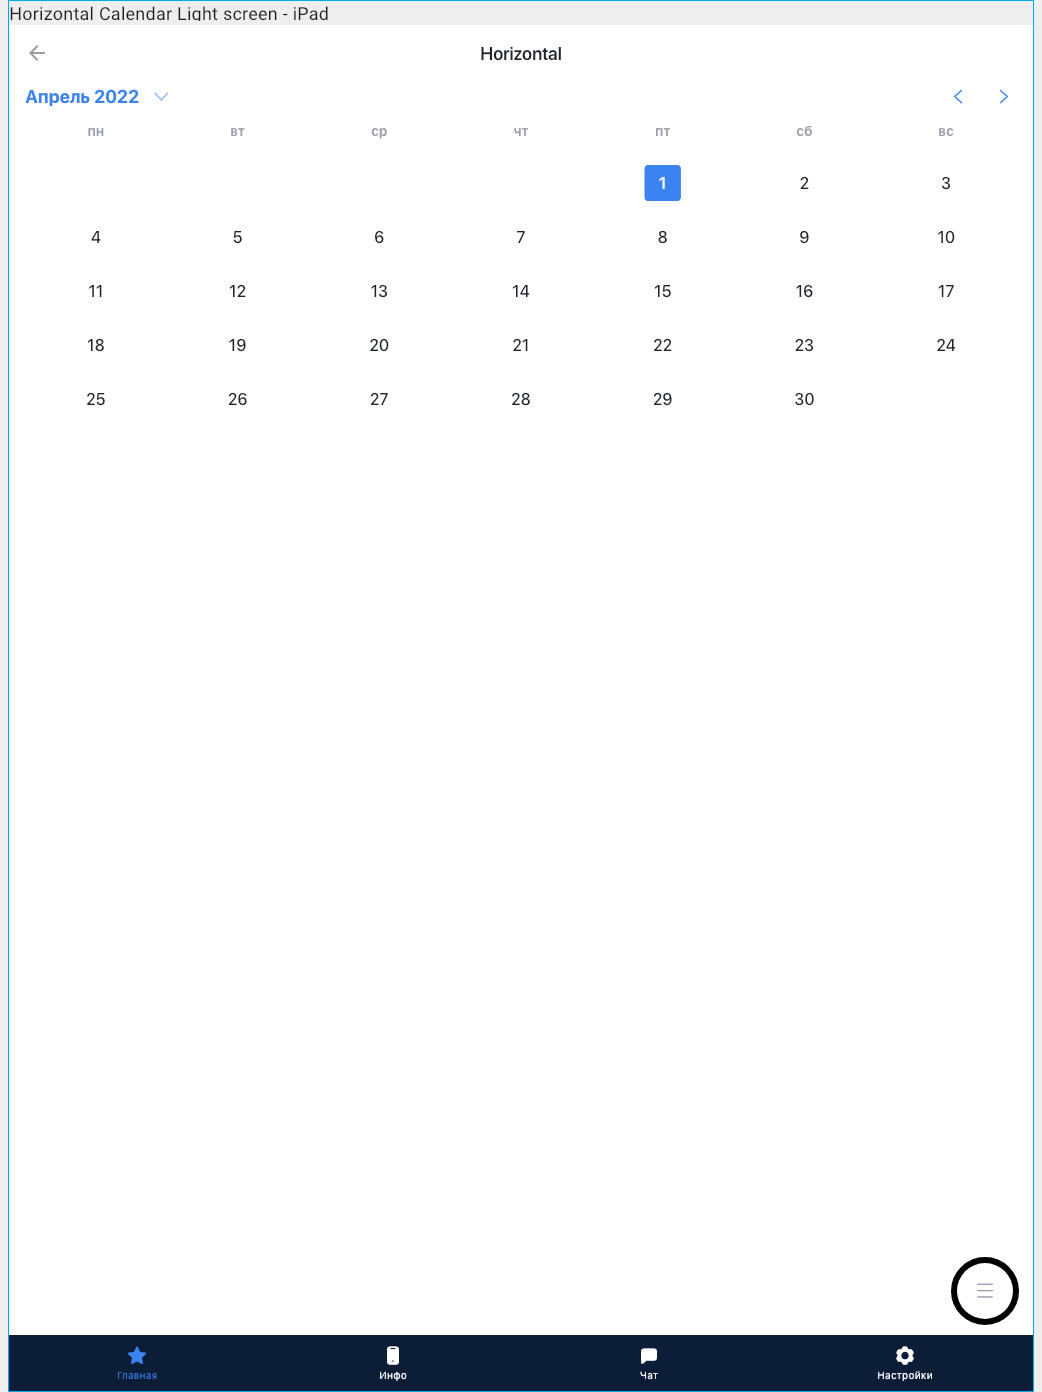 Horizontal Calendar Light screen - iPad
Horizontal
Апрель 2022
пн вт ср чт пт сб вс
1 2 3
4 5 6 7 8 9 10
11 12 13 14 15 16 17
18 19 20 21 22 23 24
25 26 27 28 29 30
Главная Инфо Чат Настройки